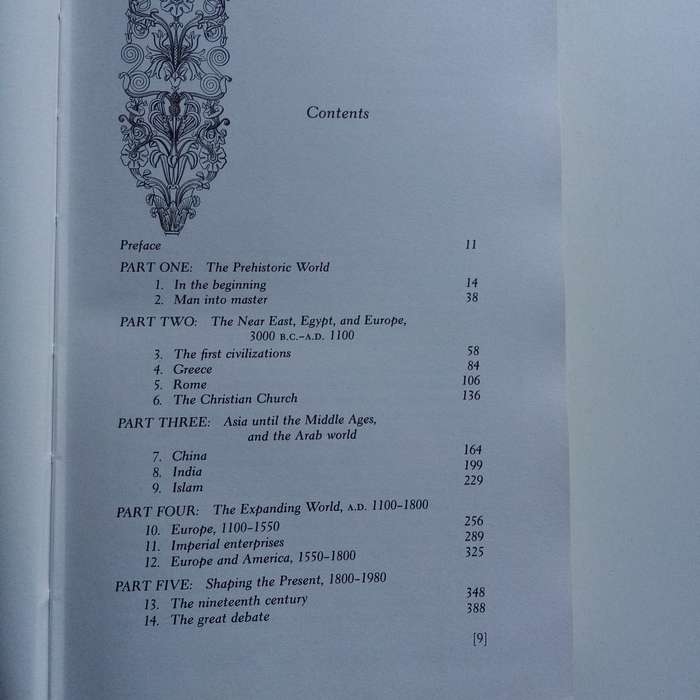 Contents
Preface 11
PART ONE: The Prehistoric World
1. In the beginning 14
2. Man into master 38
PART TWO: The Near East, Egypt, and Europe,
3000 B.C.–A.D. 1100
3. The first civilizations 58
4. Greece 84
5. Rome 106
6. The Christian Church 136
PART THREE: Asia until the Middle Ages,
and the Arab world
7. China 164
8. India 199
9. Islam 229
PART FOUR: The Expanding World, A.D. 1100–1800
10. Europe, 1100–1550 256
11. Imperial enterprises 289
12. Europe and America, 1550–1800 325
PART FIVE: Shaping the Present, 1800–1980
13. The nineteenth century 348
14. The great debate 388
[9]